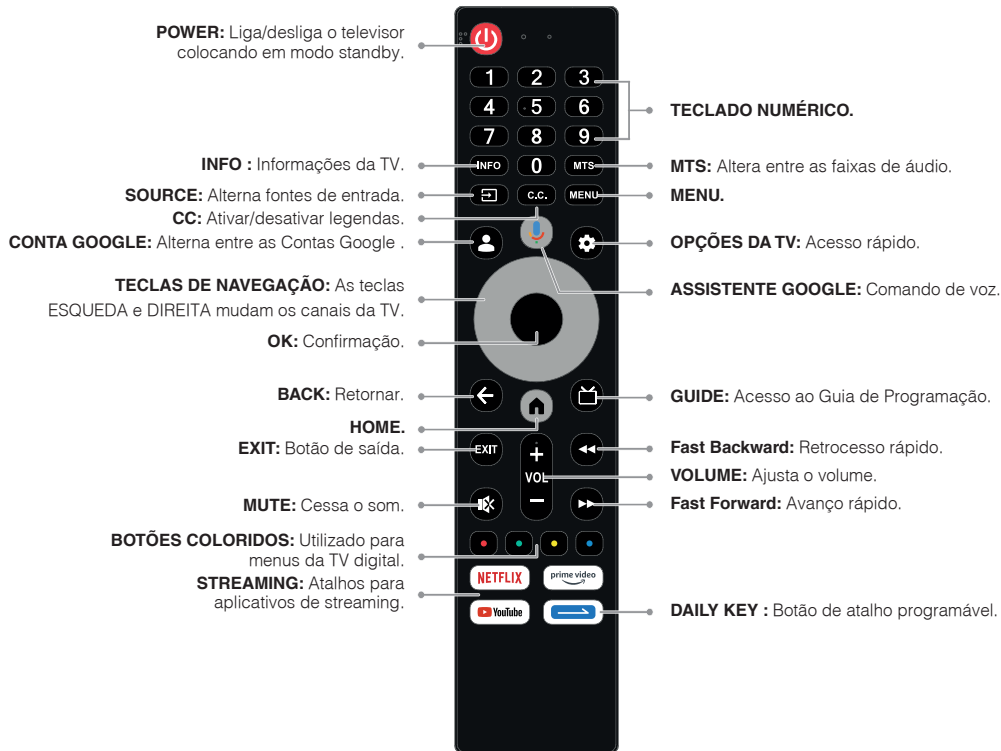 POWER: Liga/desliga o televisor
colocando em modo standby.
1 2 3
4 5 6
7 8 9
TECLADO NUMÉRICO.
INFO : Informações da TV.
INFO 0 MTS
MTS: Altera entre as faixas de áudio.
SOURCE: Alterna fontes de entrada.
C.C. MENU
MENU.
CC: Ativar/desativar legendas.
CONTA GOOGLE: Alterna entre as Contas Google .
OPÇÕES DA TV: Acesso rápido.
TECLAS DE NAVEGAÇÃO: As teclas
ESQUEDA e DIREITA mudam os canais da TV.
ASSISTENTE GOOGLE: Comando de voz.
OK: Confirmação.
BACK: Retornar.
GUIDE: Acesso ao Guia de Programação.
HOME.
EXIT: Botão de saída.
EXIT
+
VOL
−
Fast Backward: Retrocesso rápido.
VOLUME: Ajusta o volume.
MUTE: Cessa o som.
Fast Forward: Avanço rápido.
BOTÕES COLORIDOS: Utilizado para
menus da TV digital.
STREAMING: Atalhos para
aplicativos de streaming.
NETFLIX prime video
YouTube
DAILY KEY : Botão de atalho programável.